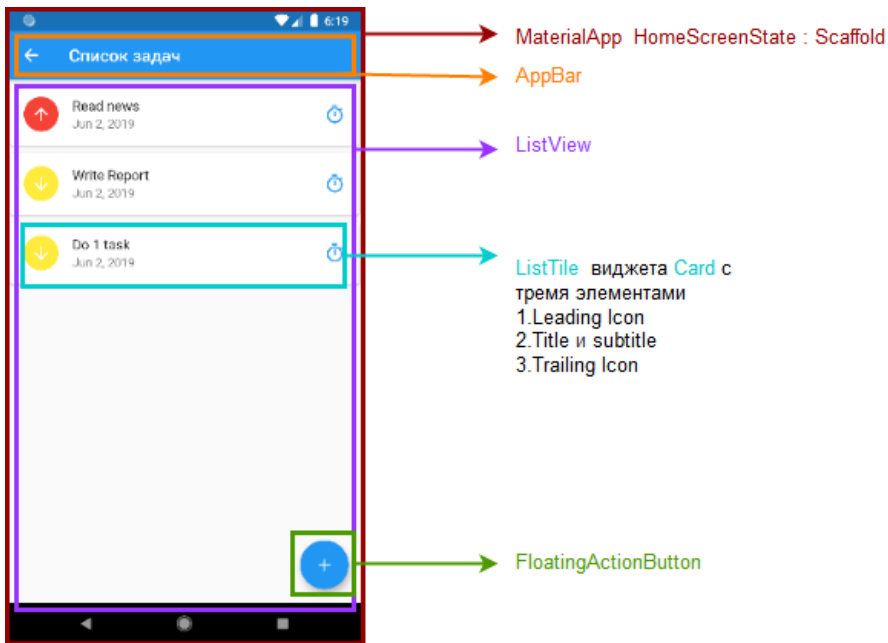 6:19
Список задач
Read news
Jun 2, 2019
Write Report
Jun 2, 2019
Do 1 task
Jun 2, 2019
MaterialApp HomeScreenState : Scaffold
AppBar
ListView
ListTile виджета Card с
тремя элементами
1.Leading Icon
2.Title и subtitle
3.Trailing Icon
FloatingActionButton